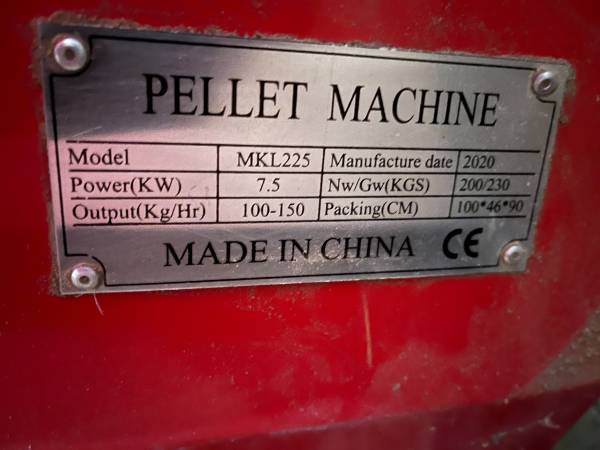 PELLET MACHINE
Model MKL225 Manufacture date 2020
Power(KW) 7.5 Nw/Gw(KGS) 200/230
Output(Kg/Hr) 100-150 Packing(CM) 100*46*90
MADE IN CHINA CE